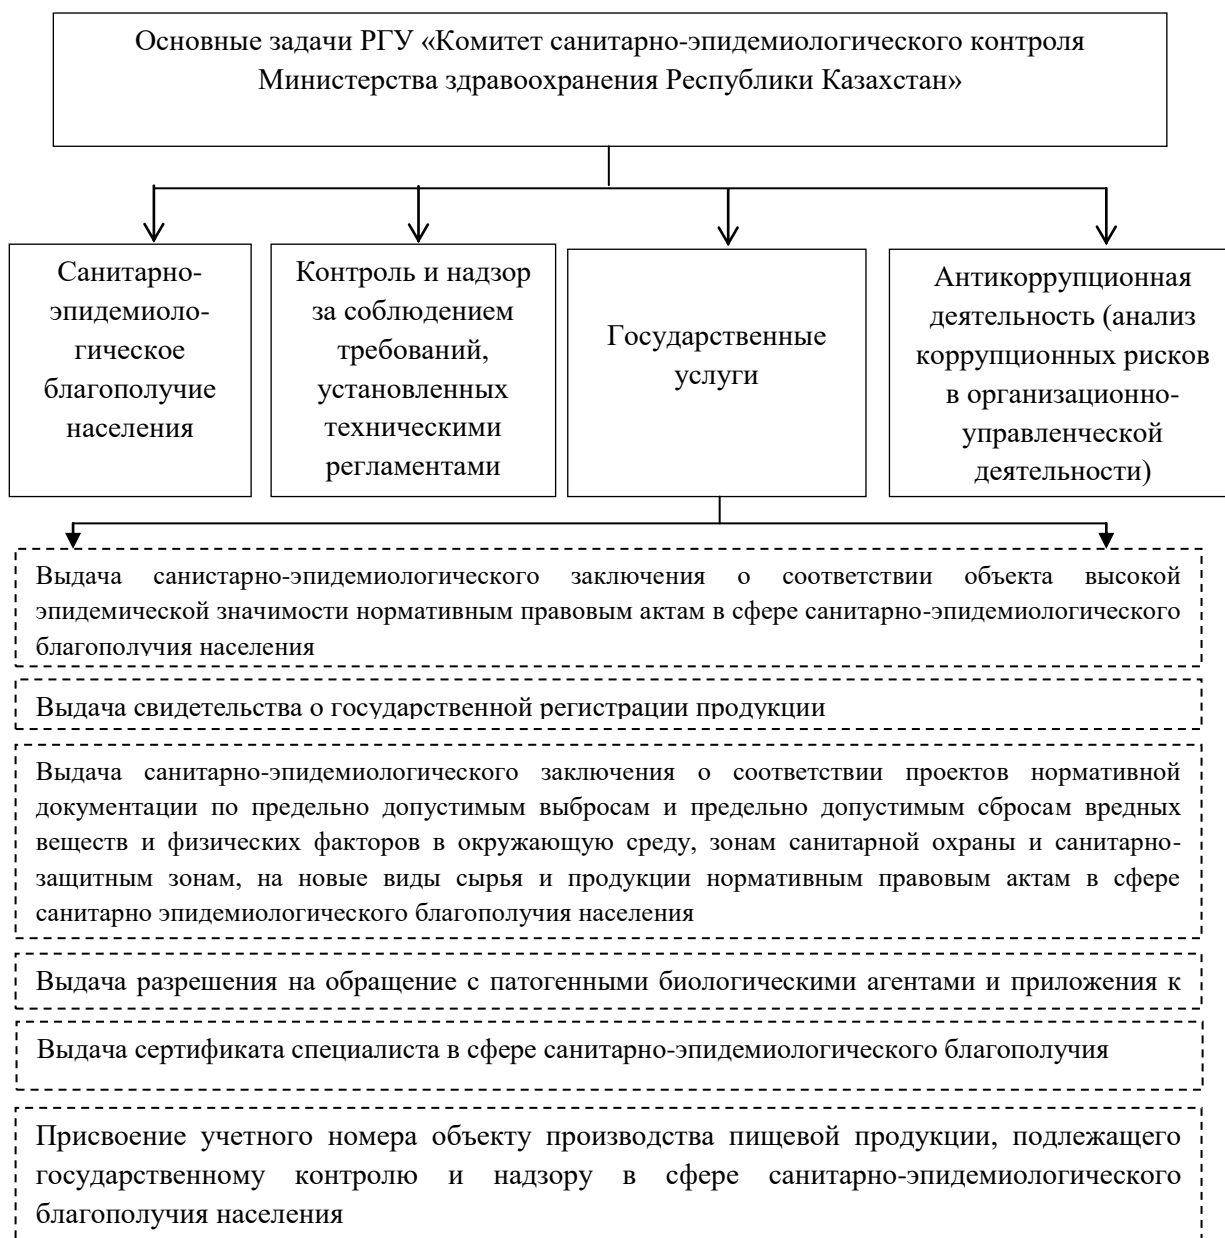 Основные задачи РГУ «Комитет санитарно-эпидемиологического контроля
Министерства здравоохранения Республики Казахстан»
Санитарно-
эпидемиоло-
гическое
благополучие
населения
Контроль и надзор
за соблюдением
требований,
установленных
техническими
регламентами
Государственные
услуги
Антикоррупционная
деятельность (анализ
коррупционных рисков
в организационно-
управленческой
деятельности)
Выдача санистарно-эпидемиологического заключения о соответствии объекта высокой
эпидемической значимости нормативным правовым актам в сфере санитарно-эпидемиологического
благополучия населения
Выдача свидетельства о государственной регистрации продукции
Выдача санитарно-эпидемиологического заключения о соответствии проектов нормативной
документации по предельно допустимым выбросам и предельно допустимым сбросам вредных
веществ и физических факторов в окружающую среду, зонам санитарной охраны и санитарно-
защитным зонам, на новые виды сырья и продукции нормативным правовым актам в сфере
санитарно эпидемиологического благополучия населения
Выдача разрешения на обращение с патогенными биологическими агентами и приложения к
Выдача сертификата специалиста в сфере санитарно-эпидемиологического благополучия
Присвоение учетного номера объекту производства пищевой продукции, подлежащего
государственному контролю и надзору в сфере санитарно-эпидемиологического
благополучия населения